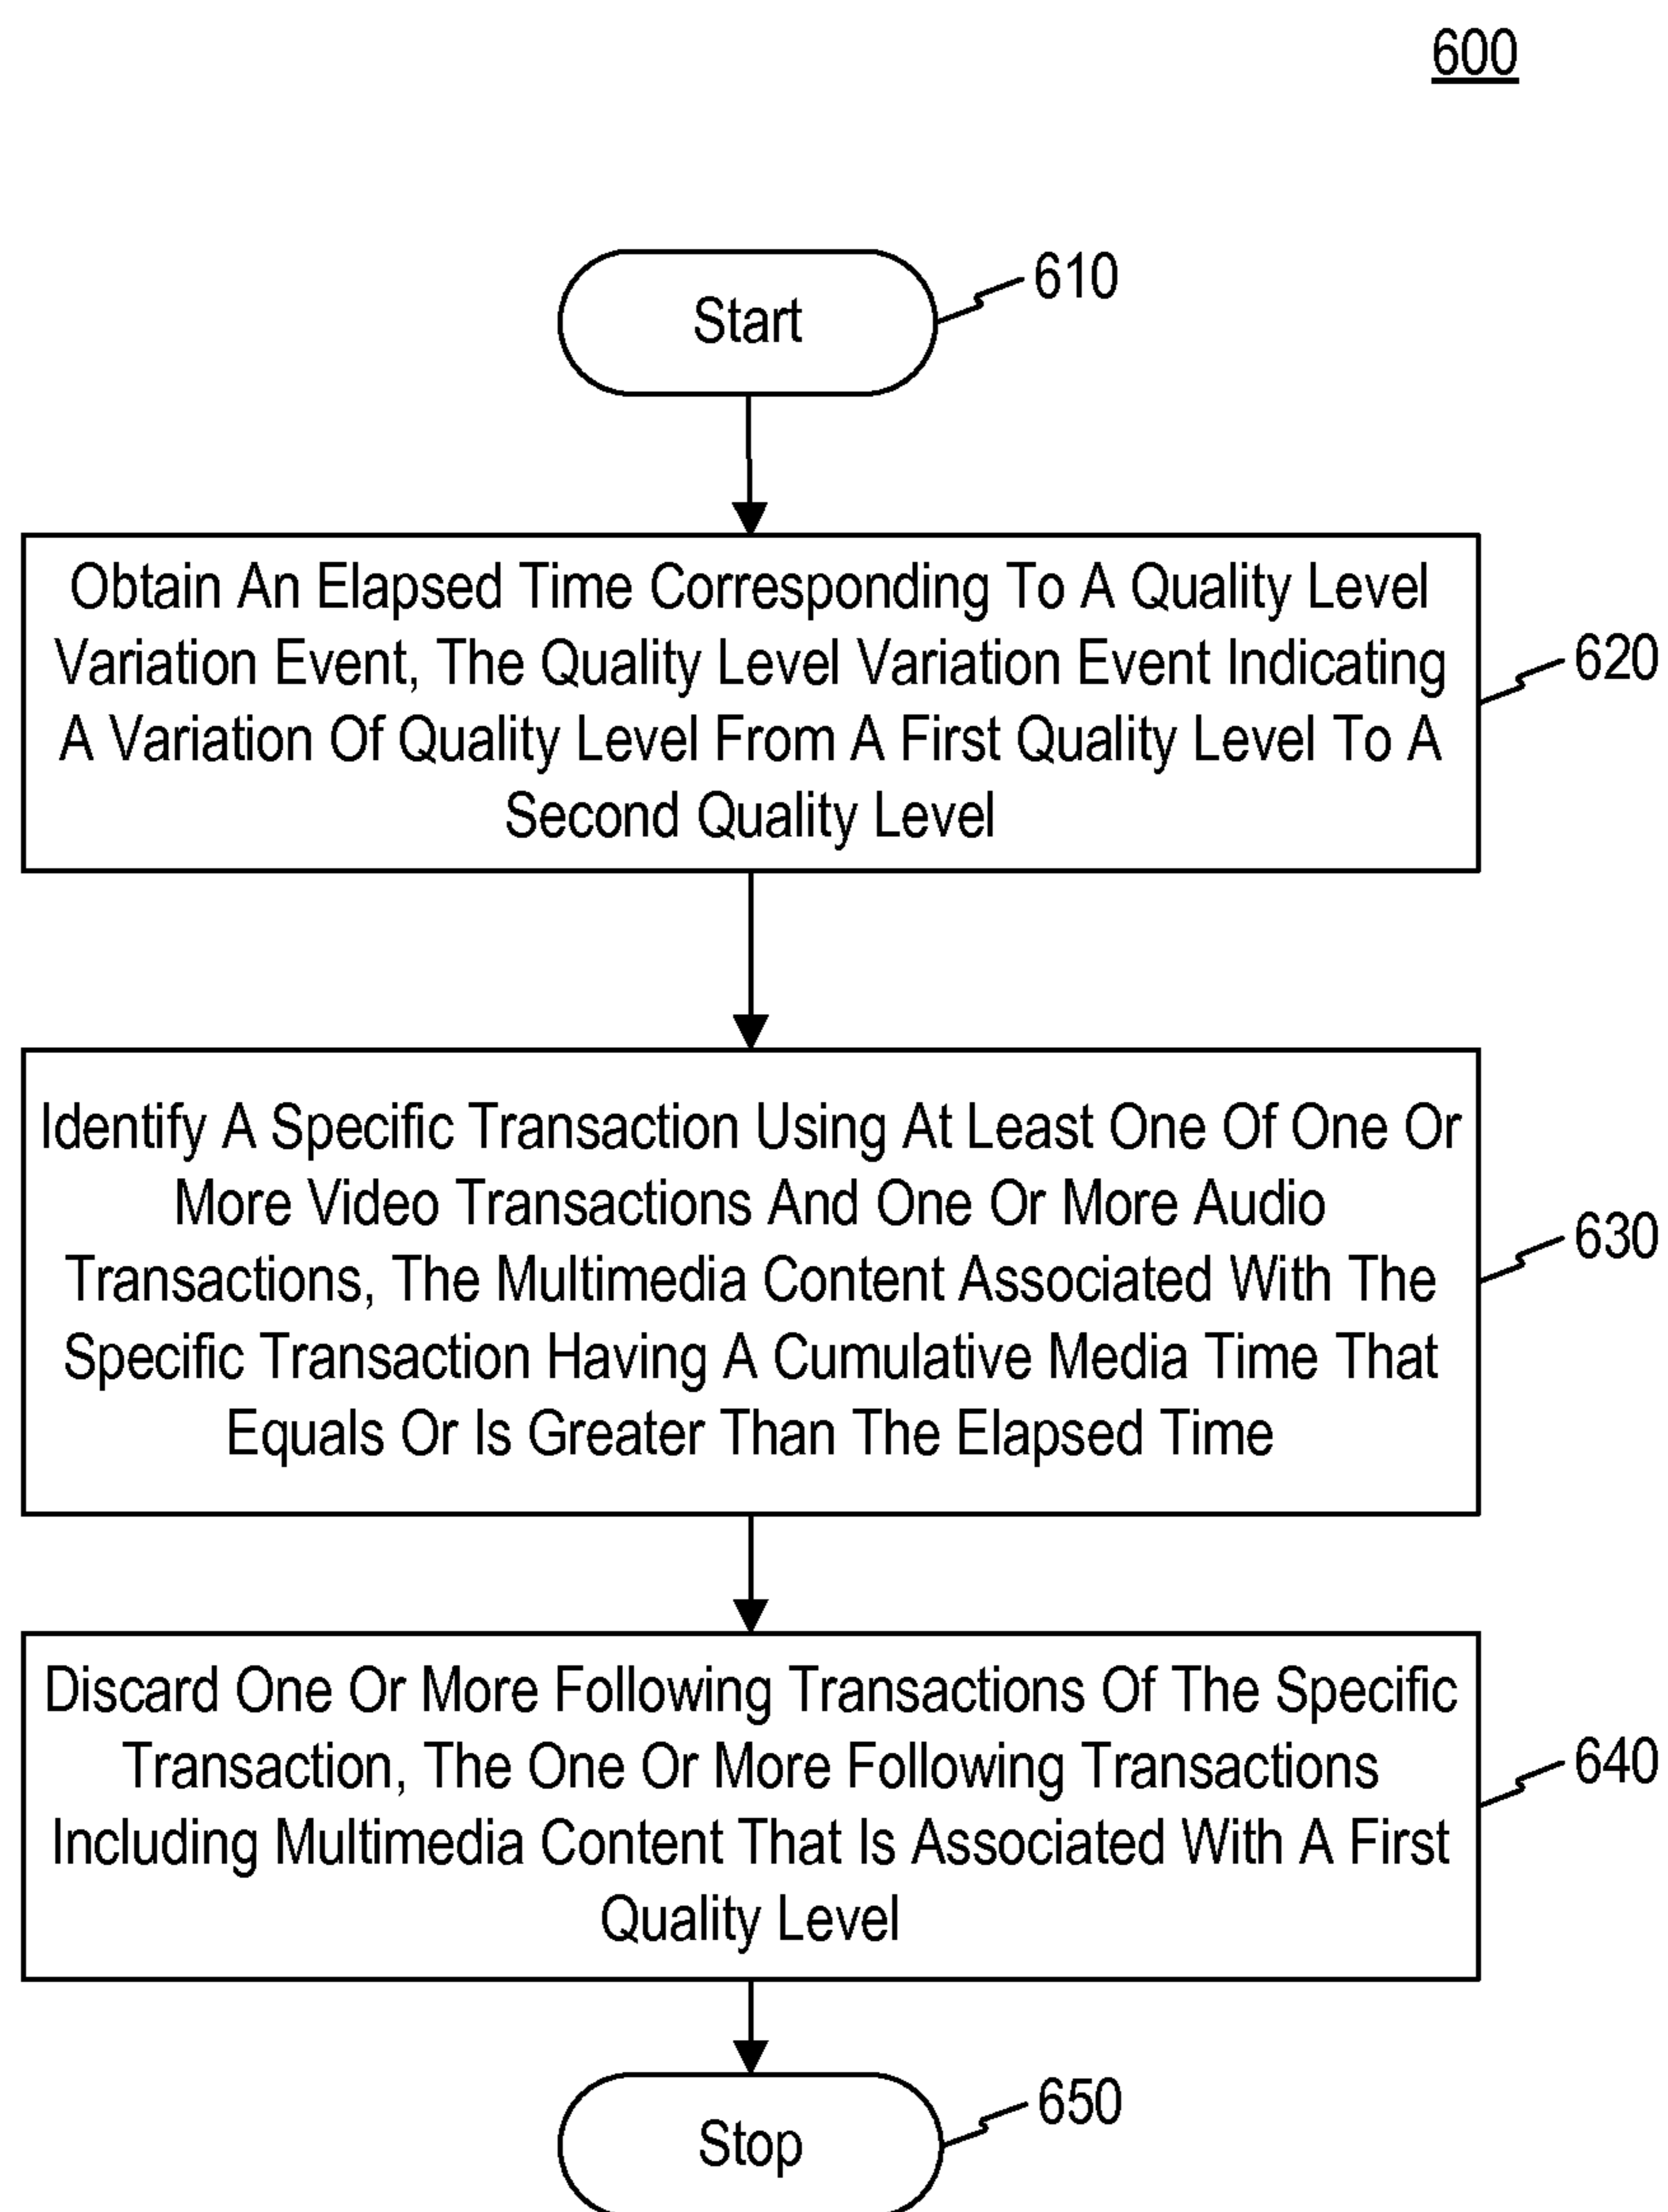 600
Start
610
Obtain An Elapsed Time Corresponding To A Quality Level
Variation Event, The Quality Level Variation Event Indicating
A Variation Of Quality Level From A First Quality Level To A
Second Quality Level
620
Identify A Specific Transaction Using At Least One Of One Or
More Video Transactions And One Or More Audio
Transactions, The Multimedia Content Associated With The
Specific Transaction Having A Cumulative Media Time That
Equals Or Is Greater Than The Elapsed Time
630
Discard One Or More Following Transactions Of The Specific
Transaction, The One Or More Following Transactions
Including Multimedia Content That Is Associated With A First
Quality Level
640
Stop
650